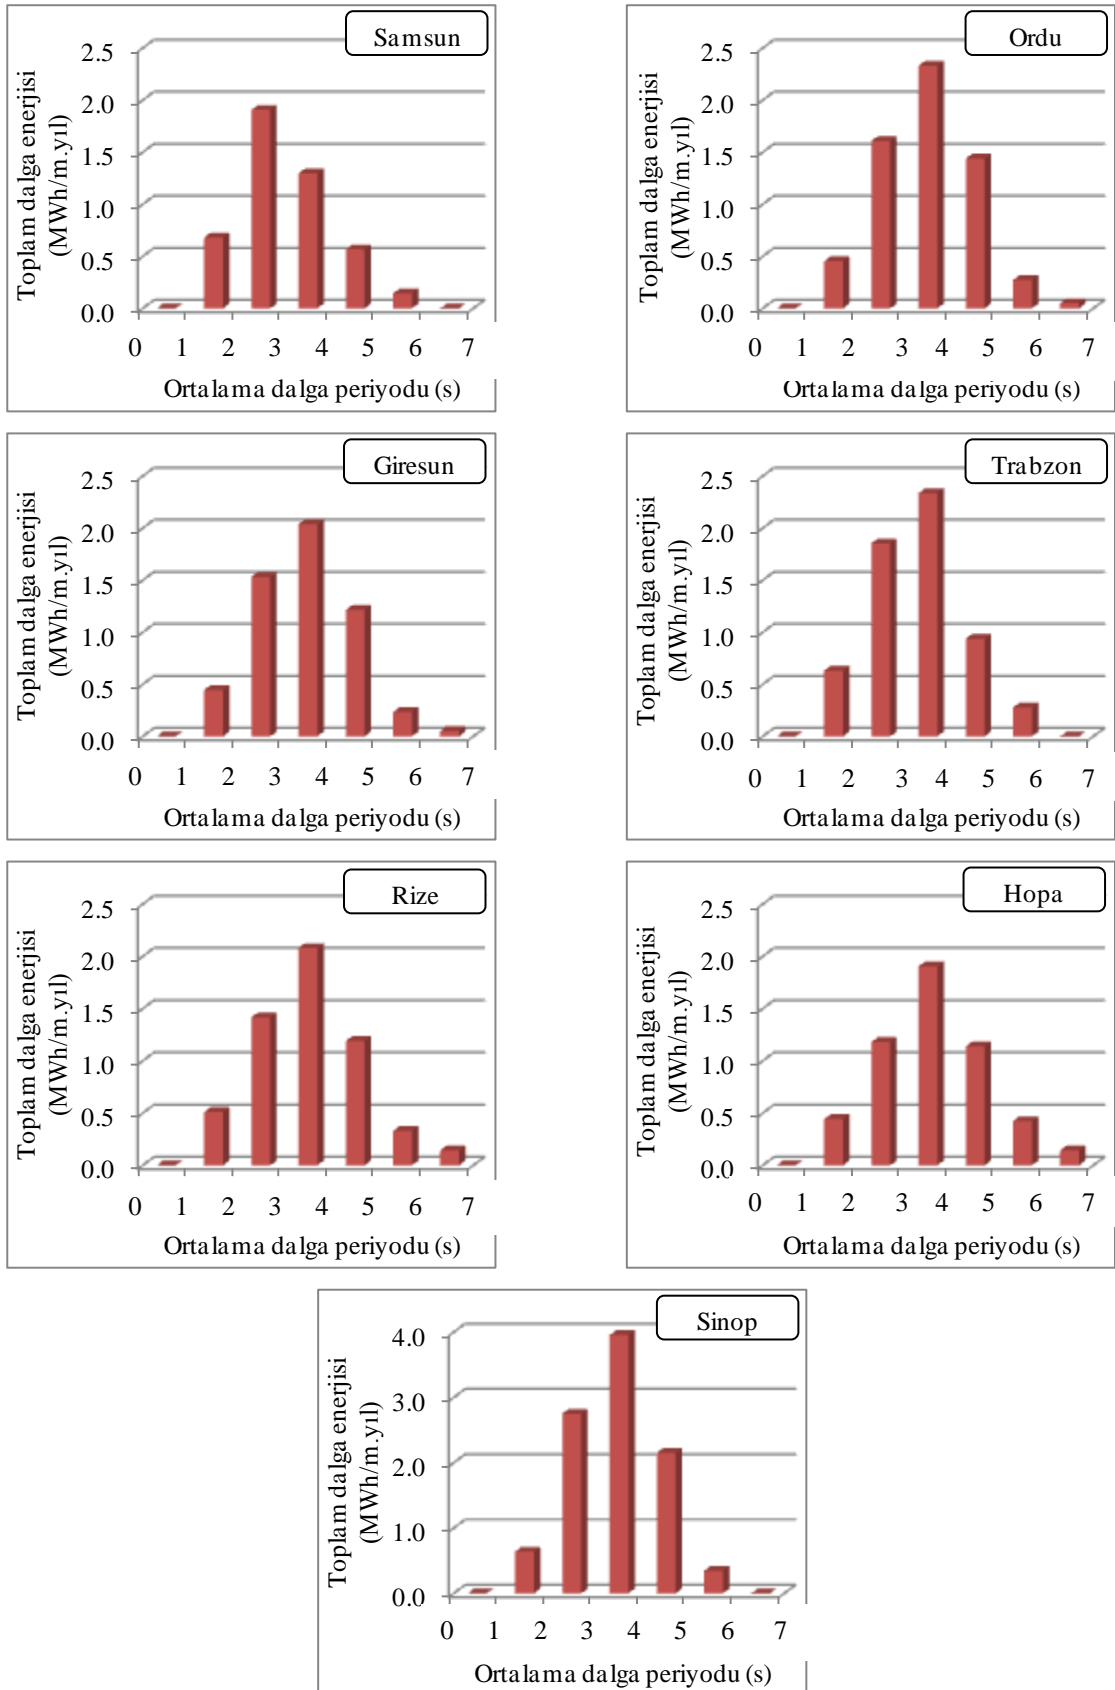 Samsun
Toplam dalga enerjisi
(MWh/m.yıl)
2.5
2.0
1.5
1.0
0.5
0.0
0 1 2 3 4 5 6 7
Ortalama dalga periyodu (s)
Ordu
Toplam dalga enerjisi
(MWh/m.yıl)
2.5
2.0
1.5
1.0
0.5
0.0
0 1 2 3 4 5 6 7
Ortalama dalga periyodu (s)
Giresun
Toplam dalga enerjisi
(MWh/m.yıl)
2.5
2.0
1.5
1.0
0.5
0.0
0 1 2 3 4 5 6 7
Ortalama dalga periyodu (s)
Trabzon
Toplam dalga enerjisi
(MWh/m.yıl)
2.5
2.0
1.5
1.0
0.5
0.0
0 1 2 3 4 5 6 7
Ortalama dalga periyodu (s)
Rize
Toplam dalga enerjisi
(MWh/m.yıl)
2.5
2.0
1.5
1.0
0.5
0.0
0 1 2 3 4 5 6 7
Ortalama dalga periyodu (s)
Hopa
Toplam dalga enerjisi
(MWh/m.yıl)
2.5
2.0
1.5
1.0
0.5
0.0
0 1 2 3 4 5 6 7
Ortalama dalga periyodu (s)
Sinop
Toplam dalga enerjisi
(MWh/m.yıl)
4.0
3.0
2.0
1.0
0.0
0 1 2 3 4 5 6 7
Ortalama dalga periyodu (s)